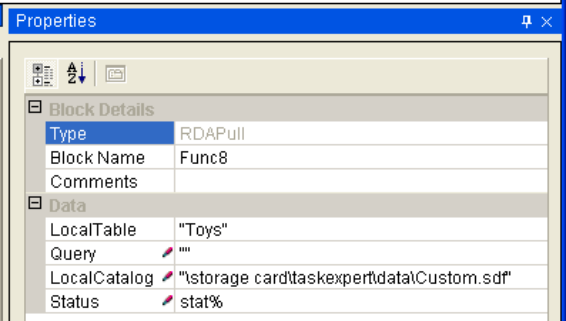 Properties
Block Details
Type RDAPull
Block Name Func8
Comments
Data
LocalTable "Toys"
Query ""
LocalCatalog "\storage card\taskexpert\data\Custom.sdf"
Status stat%